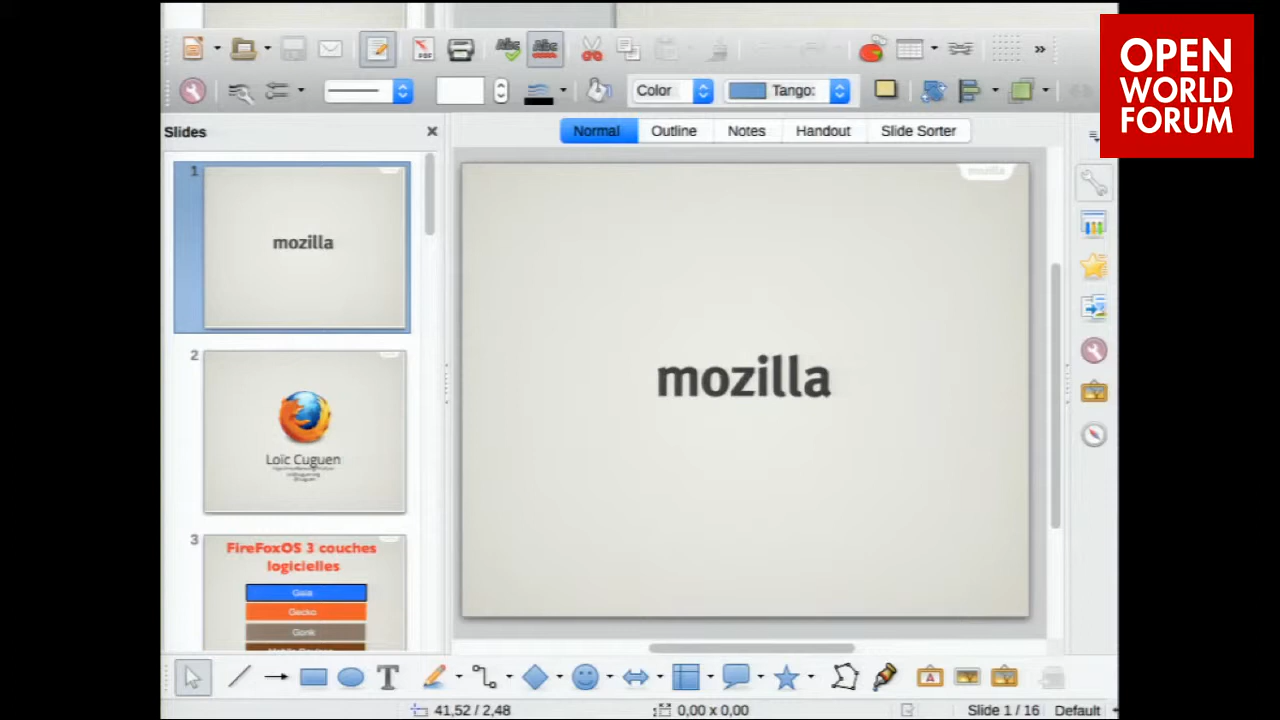 OPEN
WORLD
FORUM
Color
Tango:
Slides
Normal
Outline
Notes
Handout
Slide Sorter
1
mozilla
mozilla
mozilla
2
Loïc Cuguen
3
FireFoxOS 3 couches
logicielles
Gaia
Gecko
Gonk
41,52 / 2,48
0,00 x 0,00
Slide 1 / 16
Default